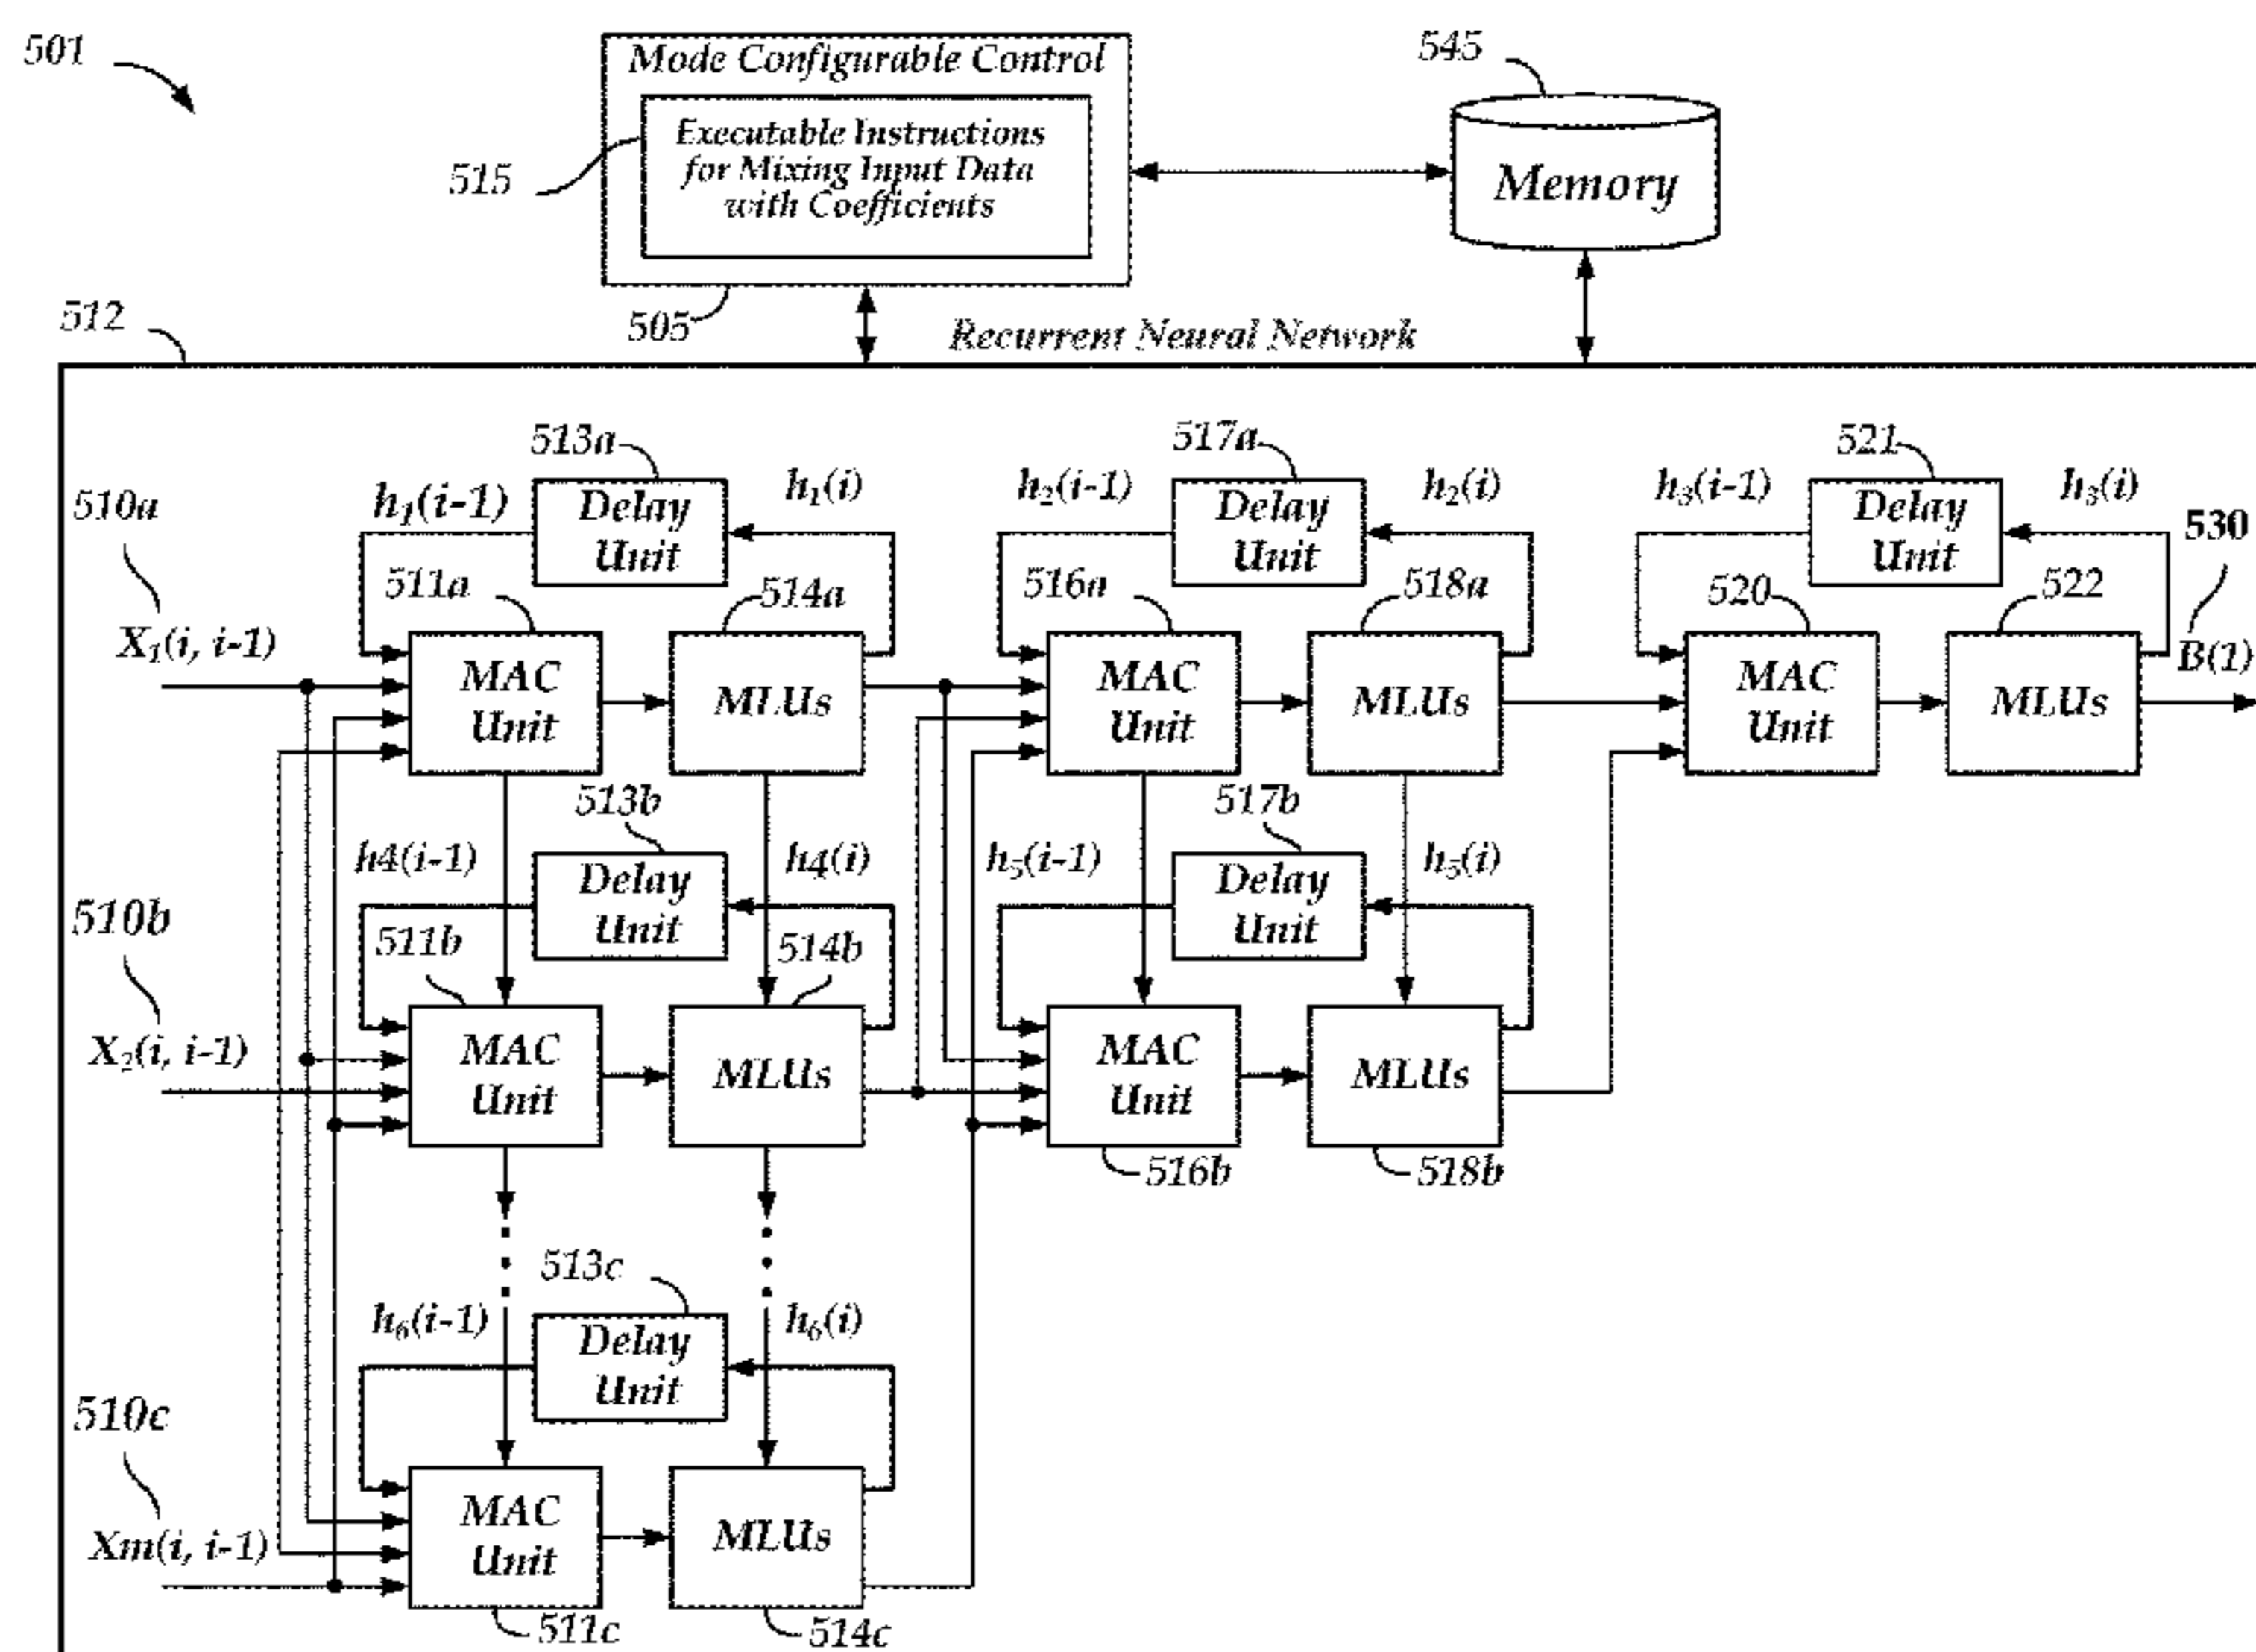 501
Mode Configurable Control
545
Executable Instructions
for Mixing Input Data
with Coefficients
515
Memory
505
512
Recurrent Neural Network
513a
517a
521
510a
h1(i-1)
Delay
Unit
h1(i)
h2(i-1)
Delay
Unit
h2(i)
h3(i-1)
Delay
Unit
h3(i)
530
511a
514a
516a
518a
520
522
X1(i, i-1)
MAC
Unit
MLUs
MAC
Unit
MLUs
MAC
Unit
MLUs
B(1)
513b
517b
h4(i-1)
Delay
Unit
h4(i)
h5(i-1)
Delay
Unit
h5(i)
510b
511b
514b
X2(i, i-1)
MAC
Unit
MLUs
MAC
Unit
MLUs
516b
518b
513c
h6(i-1)
Delay
Unit
h6(i)
510c
Xm(i, i-1)
MAC
Unit
MLUs
511c
514c